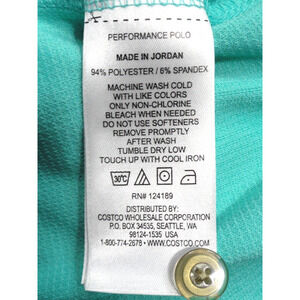 PERFORMANCE POLO
MADE IN JORDAN
94% POLYESTER / 6% SPANDEX
MACHINE WASH COLD
WITH LIKE COLORS
ONLY NON-CHLORINE
BLEACH WHEN NEEDED
DO NOT USE SOFTENERS
REMOVE PROMPTLY
AFTER WASH
TUMBLE DRY LOW
TOUCH UP WITH COOL IRON
30°C
RN# 124189
DISTRIBUTED BY:
COSTCO WHOLESALE CORPORATION
P.O. BOX 34535, SEATTLE, WA
98124-1535 USA
1-800-774-2678 • WWW.COSTCO.COM